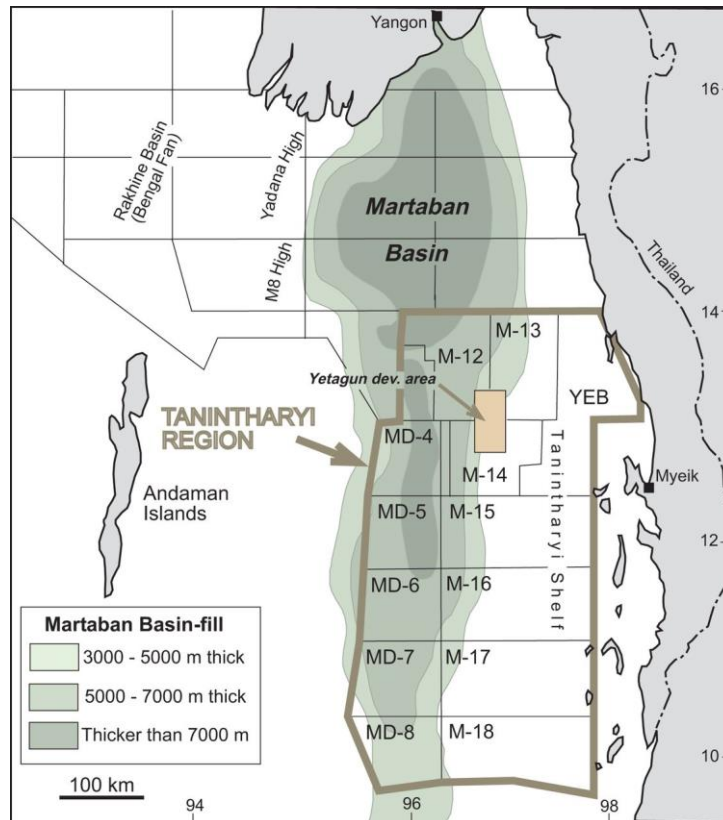 Yangon
16
Rakhine Basin
(Bengal Fan)
Yadana High
Martaban
Basin
M8 High
Thailand
14
M-13
M-12
Yetagun dev. area
YEB
TANINTHARYI
REGION
MD-4
M-14
Tanintharyi Shelf
Myeik
Andaman
Islands
MD-5
M-15
12
MD-6
M-16
Martaban Basin-fill
3000 - 5000 m thick
5000 - 7000 m thick
Thicker than 7000 m
MD-7
M-17
MD-8
M-18
10
100 km
94
96
98